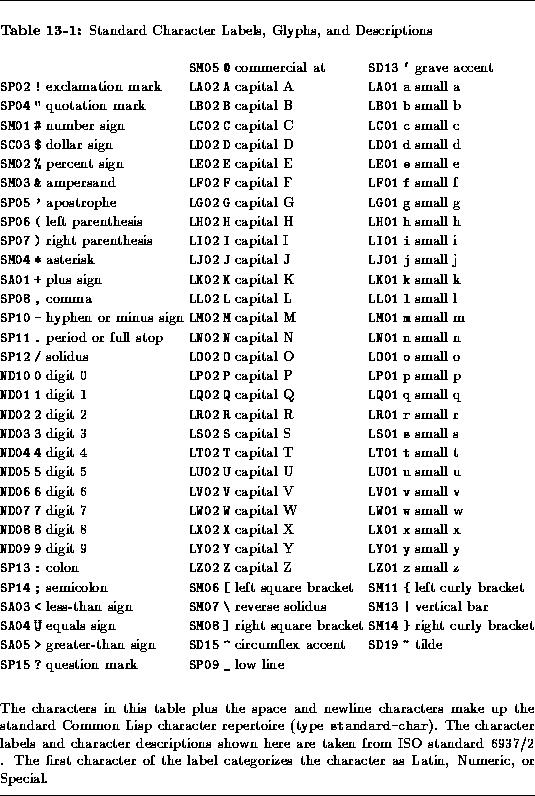 Table 13-1: Standard Character Labels, Glyphs, and Descriptions
SM05 @ commercial at SD13 ‘ grave accent
SP02 ! exclamation mark LA02 A capital A LA01 a small a
SP04 " quotation mark LB02 B capital B LB01 b small b
SM01 # number sign LC02 C capital C LC01 c small c
SC03 $ dollar sign LD02 D capital D LD01 d small d
SM02 % percent sign LE02 E capital E LE01 e small e
SM03 & ampersand LF02 F capital F LF01 f small f
SP05 ’ apostrophe LG02 G capital G LG01 g small g
SP06 ( left parenthesis LH02 H capital H LH01 h small h
SP07 ) right parenthesis LI02 I capital I LI01 i small i
SM04 * asterisk LJ02 J capital J LJ01 j small j
SA01 + plus sign LK02 K capital K LK01 k small k
SP08 , comma LL02 L capital L LL01 l small l
SP10 - hyphen or minus sign LM02 M capital M LM01 m small m
SP11 . period or full stop LN02 N capital N LN01 n small n
SP12 / solidus LO02 O capital O LO01 o small o
ND10 0 digit 0 LP02 P capital P LP01 p small p
ND01 1 digit 1 LQ02 Q capital Q LQ01 q small q
ND02 2 digit 2 LR02 R capital R LR01 r small r
ND03 3 digit 3 LS02 S capital S LS01 s small s
ND04 4 digit 4 LT02 T capital T LT01 t small t
ND05 5 digit 5 LU02 U capital U LU01 u small u
ND06 6 digit 6 LV02 V capital V LV01 v small v
ND07 7 digit 7 LW02 W capital W LW01 w small w
ND08 8 digit 8 LX02 X capital X LX01 x small x
ND09 9 digit 9 LY02 Y capital Y LY01 y small y
SP13 : colon LZ02 Z capital Z LZ01 z small z
SP14 ; semicolon SM06 [ left square bracket SM11 { left curly bracket
SA03 < less-than sign SM07 \ reverse solidus SM13 | vertical bar
SA04 equals sign SM08 ] right square bracket SM14 } right curly bracket
SA05 > greater-than sign SD15 ^ circumflex accent SD19 ~ tilde
SP15 ? question mark SP09 _ low line
The characters in this table plus the space and newline characters make up the
standard Common Lisp character repertoire (type standard-char). The character
labels and character descriptions shown here are taken from ISO standard 6937/2
. The first character of the label categorizes the character as Latin, Numeric, or
Special.